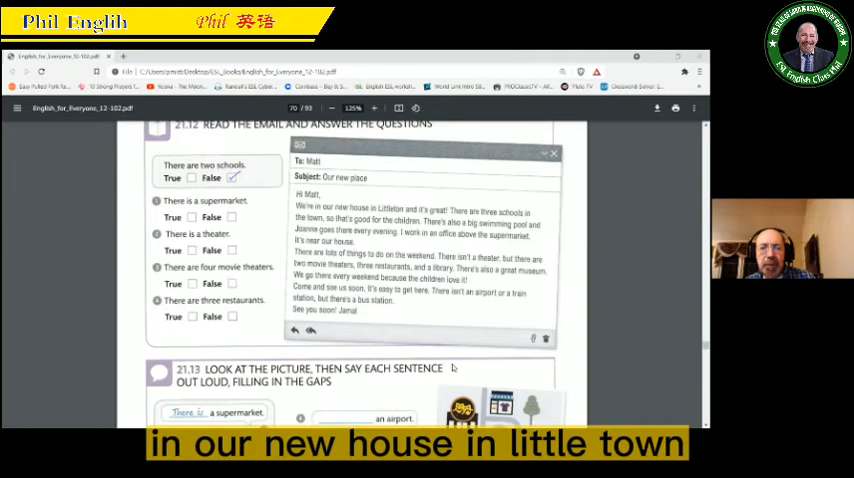 Phil Englih Phil 英语
English_for_Everyone_12-102.pdf
English_for_Everyone_12-102.pdf
70 / 93
125%
21.12 READ THE EMAIL AND ANSWER THE QUESTIONS
There are two schools.
True False
1 There is a supermarket.
True False
2 There is a theater.
True False
3 There are four movie theaters.
True False
4 There are three restaurants.
True False
To: Matt
Subject: Our new place
Hi Matt,
We're in our new house in Littleton and it's great! There are three schools in
the town, so that's good for the children. There's also a big swimming pool and
Joanne goes there every evening. I work in an office above the supermarket.
It's near our house.
There are lots of things to do on the weekend. There isn't a theater, but there are
two movie theaters, three restaurants, and a library. There's also a great museum.
We go there every weekend because the children love it!
Come and see us soon. It's easy to get here. There isn't an airport or a train
station, but there's a bus station.
See you soon! Jamal
21.13 LOOK AT THE PICTURE, THEN SAY EACH SENTENCE
OUT LOUD, FILLING IN THE GAPS
There is a supermarket.
an airport.
in our new house in little town
ESL English Class Mai